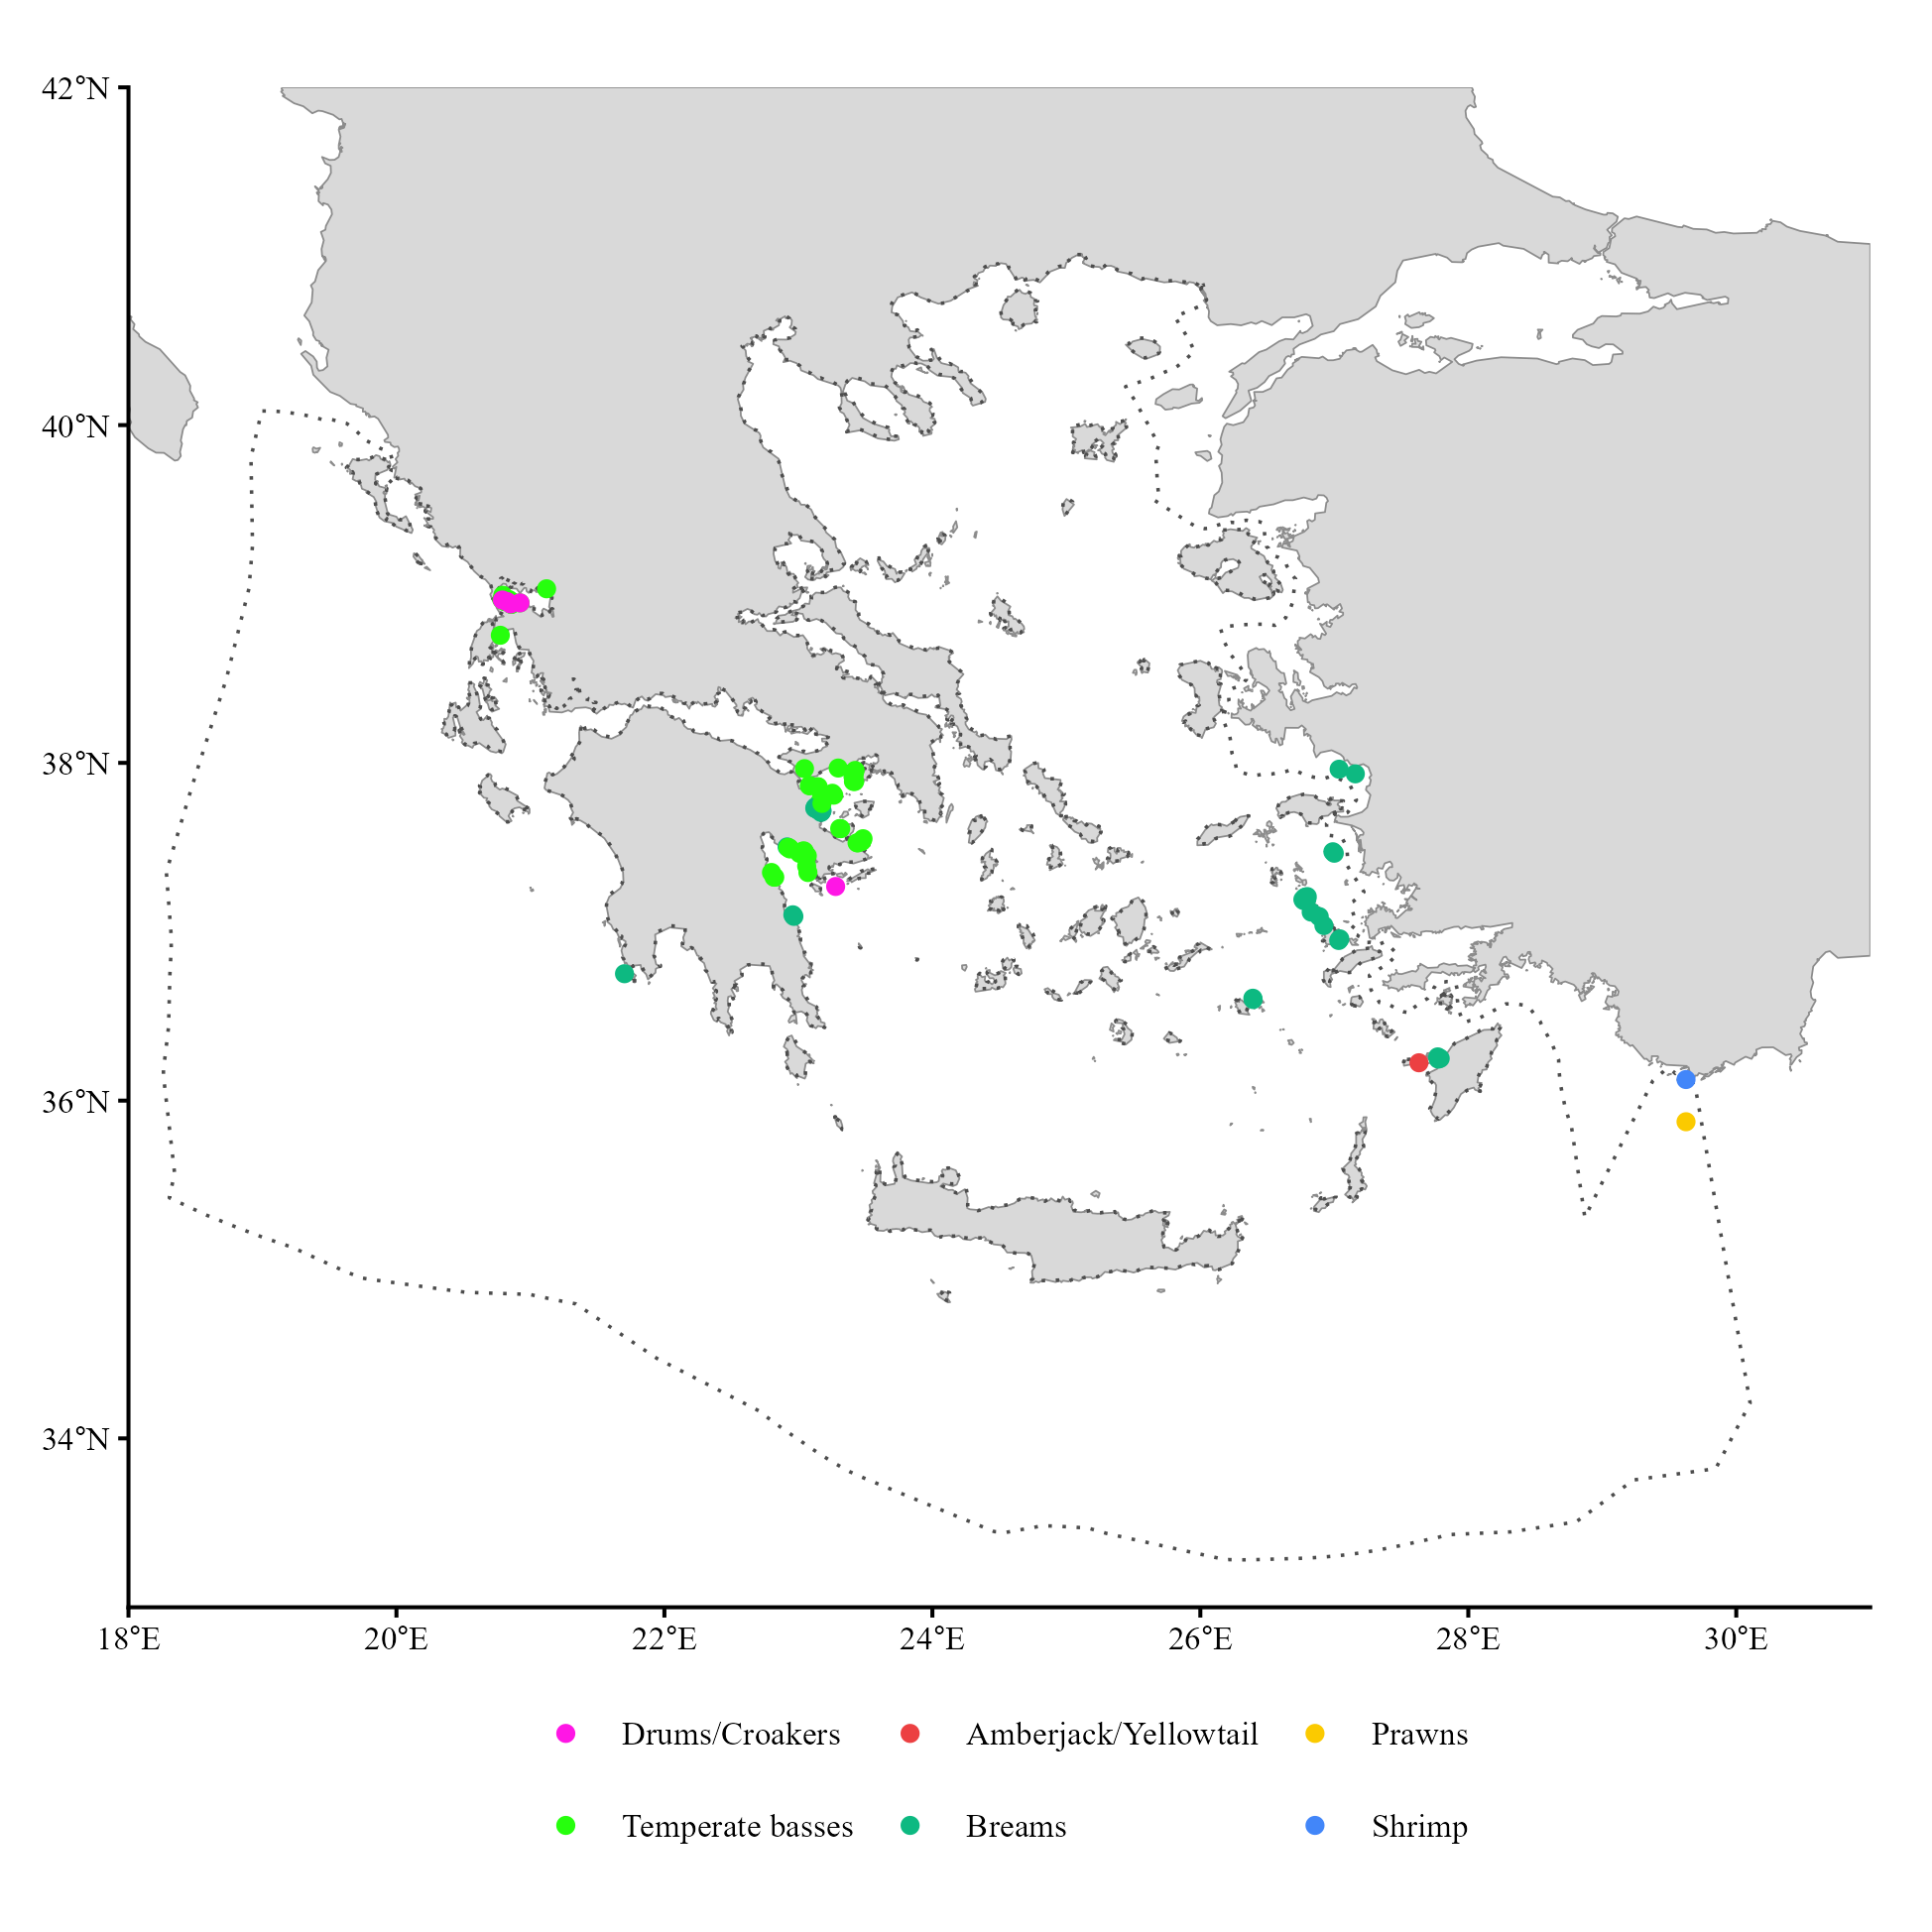 42°N
40°N
38°N
36°N
34°N
18°E 20°E 22°E 24°E 26°E 28°E 30°E
Drums/Croakers Amberjack/Yellowtail Prawns
Temperate basses Breams Shrimp